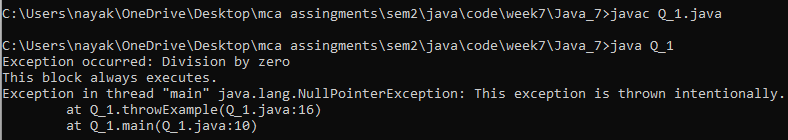 C:\Users\nayak\OneDrive\Desktop\mca assingments\sem2\java\code\week7\Java_7>javac Q_1.java
C:\Users\nayak\OneDrive\Desktop\mca assingments\sem2\java\code\week7\Java_7>java Q_1
Exception occurred: Division by zero
This block always executes.
Exception in thread "main" java.lang.NullPointerException: This exception is thrown intentionally.
        at Q_1.throwExample(Q_1.java:16)
        at Q_1.main(Q_1.java:10)